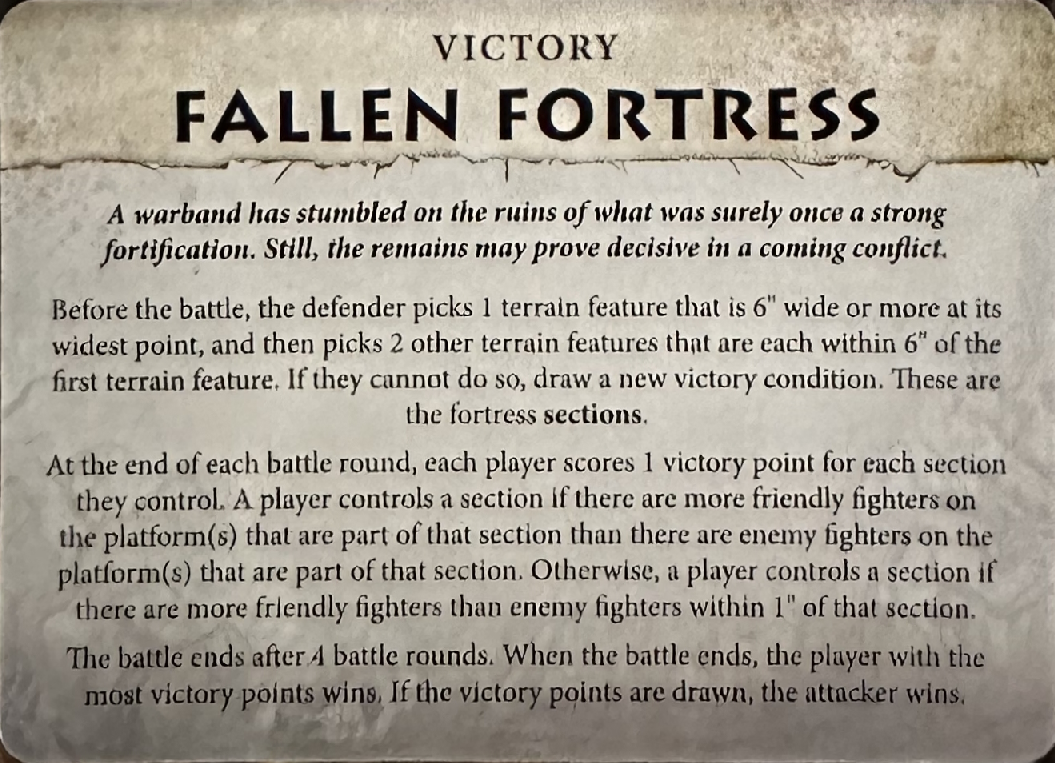 VICTORY
FALLEN FORTRESS
A warband has stumbled on the ruins of what was surely once a strong
fortification. Still, the remains may prove decisive in a coming conflict.
Before the battle, the defender picks 1 terrain feature that is 6" wide or more at its
widest point, and then picks 2 other terrain features that are each within 6" of the
first terrain feature. If they cannot do so, draw a new victory condition. These are
the fortress sections.
At the end of each battle round, each player scores 1 victory point for each section
they control. A player controls a section if there are more friendly fighters on
the platform(s) that are part of that section than there are enemy fighters on the
platform(s) that are part of that section. Otherwise, a player controls a section if
there are more friendly fighters than enemy fighters within 1" of that section.
The battle ends after 4 battle rounds. When the battle ends, the player with the
most victory points wins. If the victory points are drawn, the attacker wins.